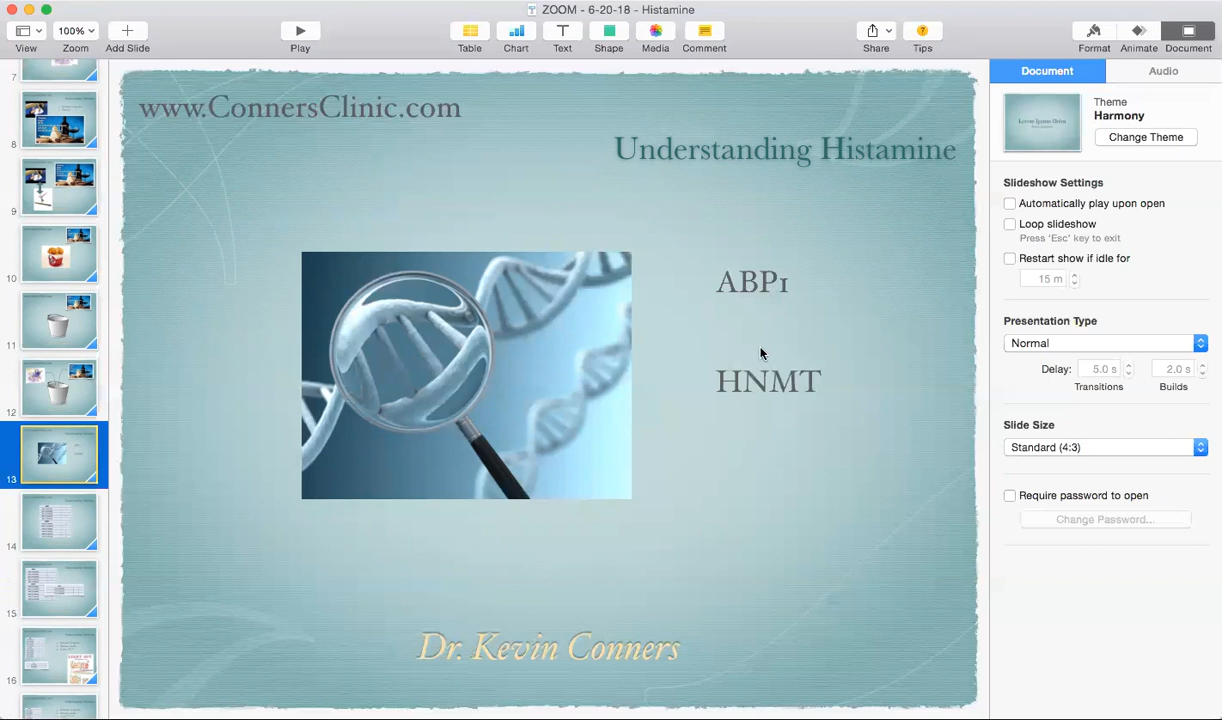 ZOOM - 6-20-18 - Histamine
100%
View
Zoom
Add Slide
Play
Table
Chart
Text
Shape
Media
Comment
Share
Tips
Format
Animate
Document
Document
Audio
Theme
Harmony
Change Theme
Slideshow Settings
Automatically play upon open
Loop slideshow
Press 'Esc' key to exit
Restart show if idle for
15 m
Presentation Type
Normal
Delay: 5.0 s 2.0 s
Transitions Builds
Slide Size
Standard (4:3)
Require password to open
Change Password...
7
8
9
10
11
12
13
14
15
16
www.ConnersClinic.com
Understanding Histamine
ABP1
HNMT
Dr. Kevin Conners